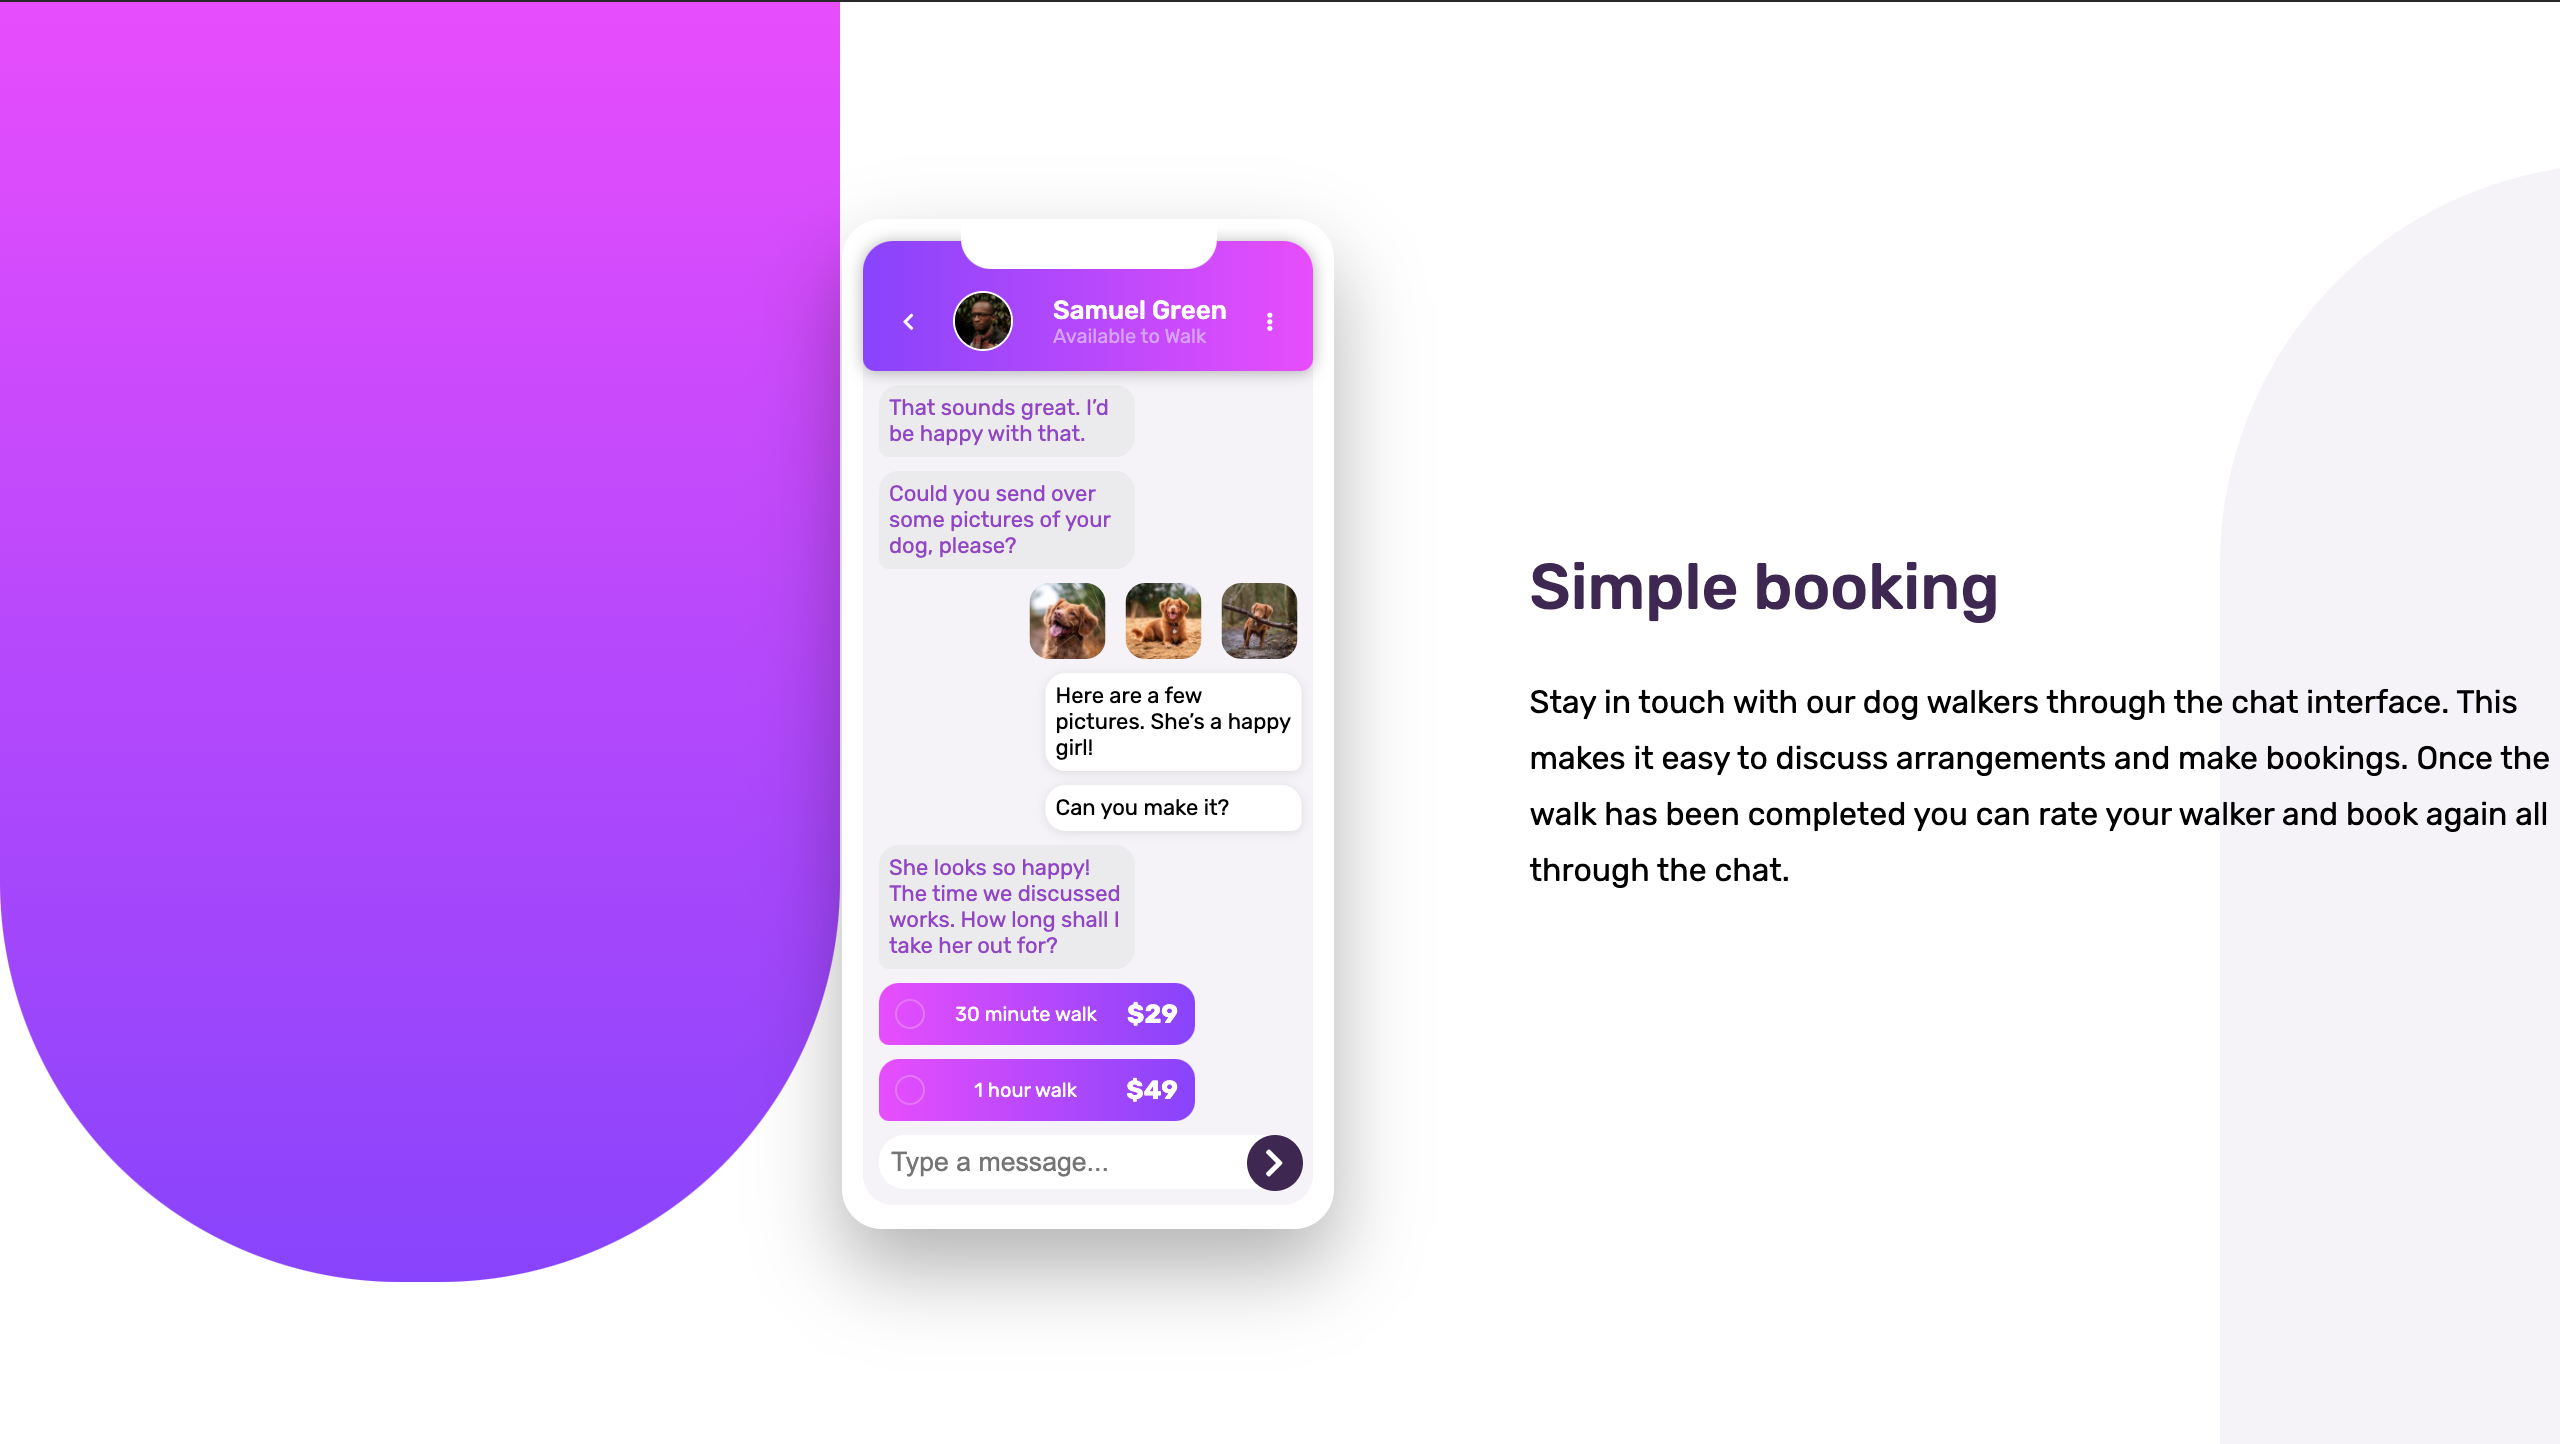 Samuel Green
Available to Walk
That sounds great. I’d
be happy with that.
Could you send over
some pictures of your
dog, please?
Here are a few
pictures. She’s a happy
girl!
Can you make it?
She looks so happy!
The time we discussed
works. How long shall I
take her out for?
30 minute walk $29
1 hour walk $49
Type a message...
Simple booking
Stay in touch with our dog walkers through the chat interface. This
makes it easy to discuss arrangements and make bookings. Once the
walk has been completed you can rate your walker and book again all
through the chat.